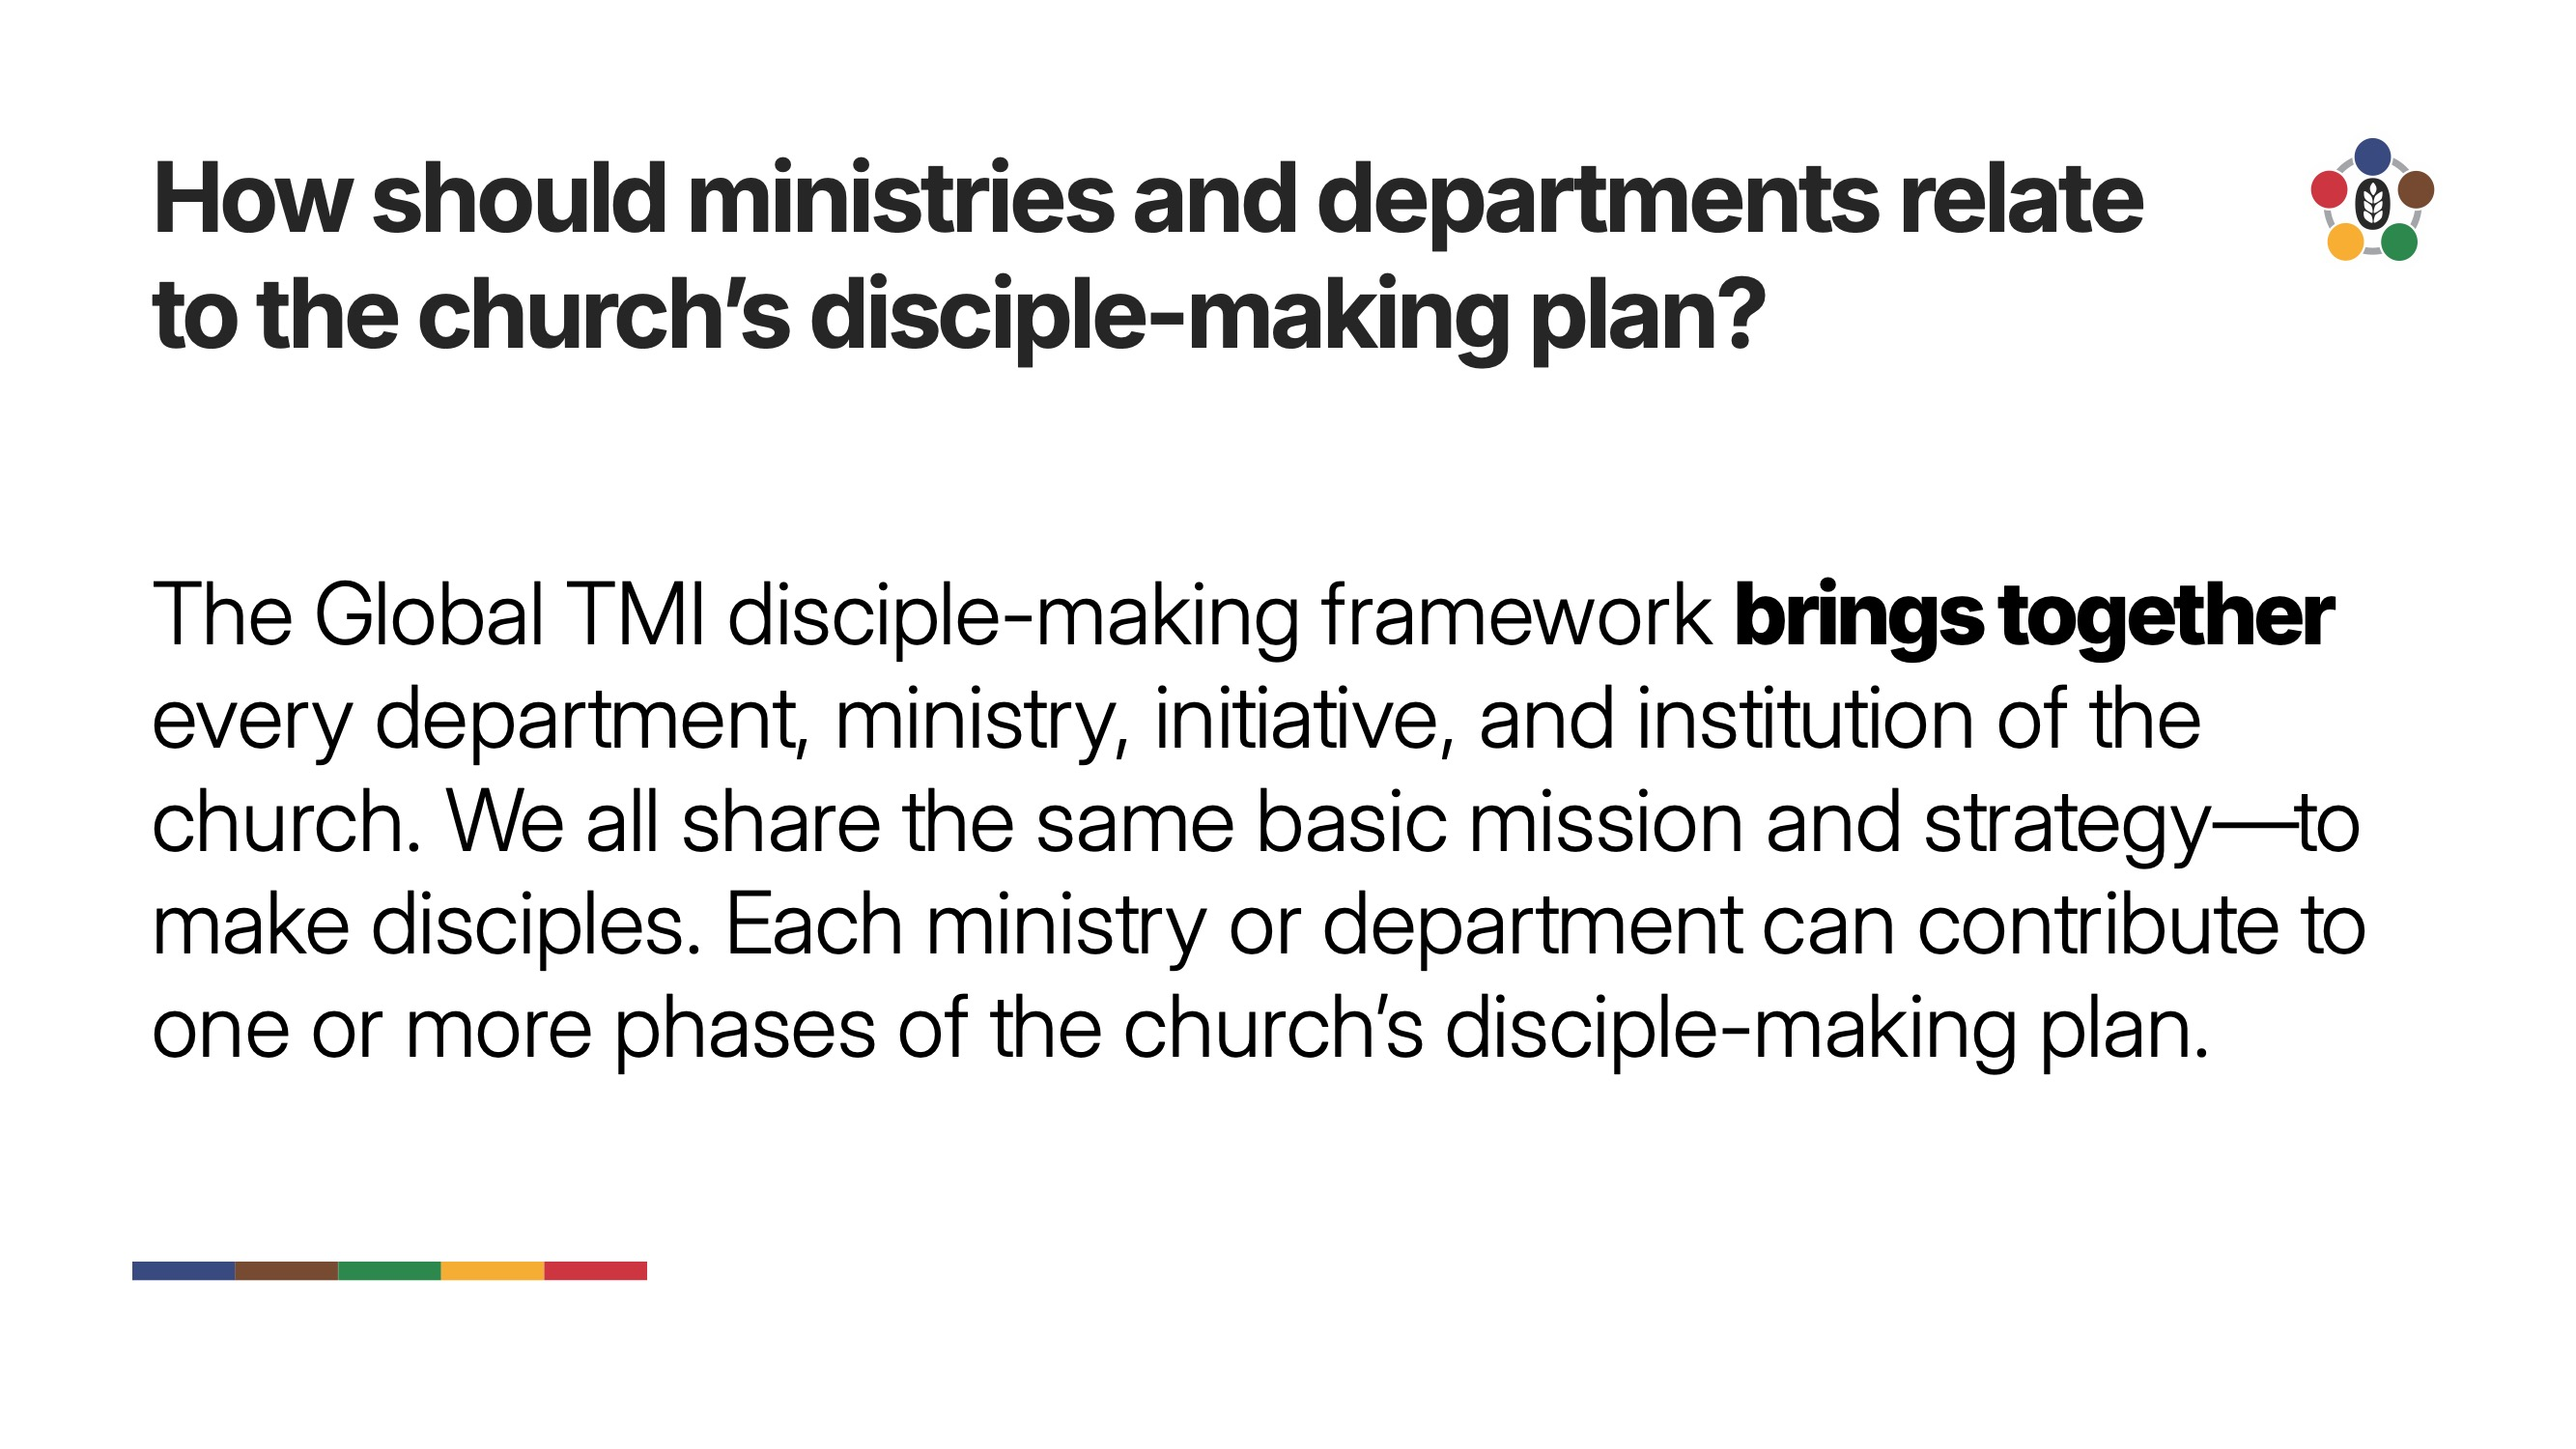 How should ministries and departments relate
to the church’s disciple-making plan?
The Global TMI disciple-making framework brings together
every department, ministry, initiative, and institution of the
church. We all share the same basic mission and strategy—to
make disciples. Each ministry or department can contribute to
one or more phases of the church’s disciple-making plan.